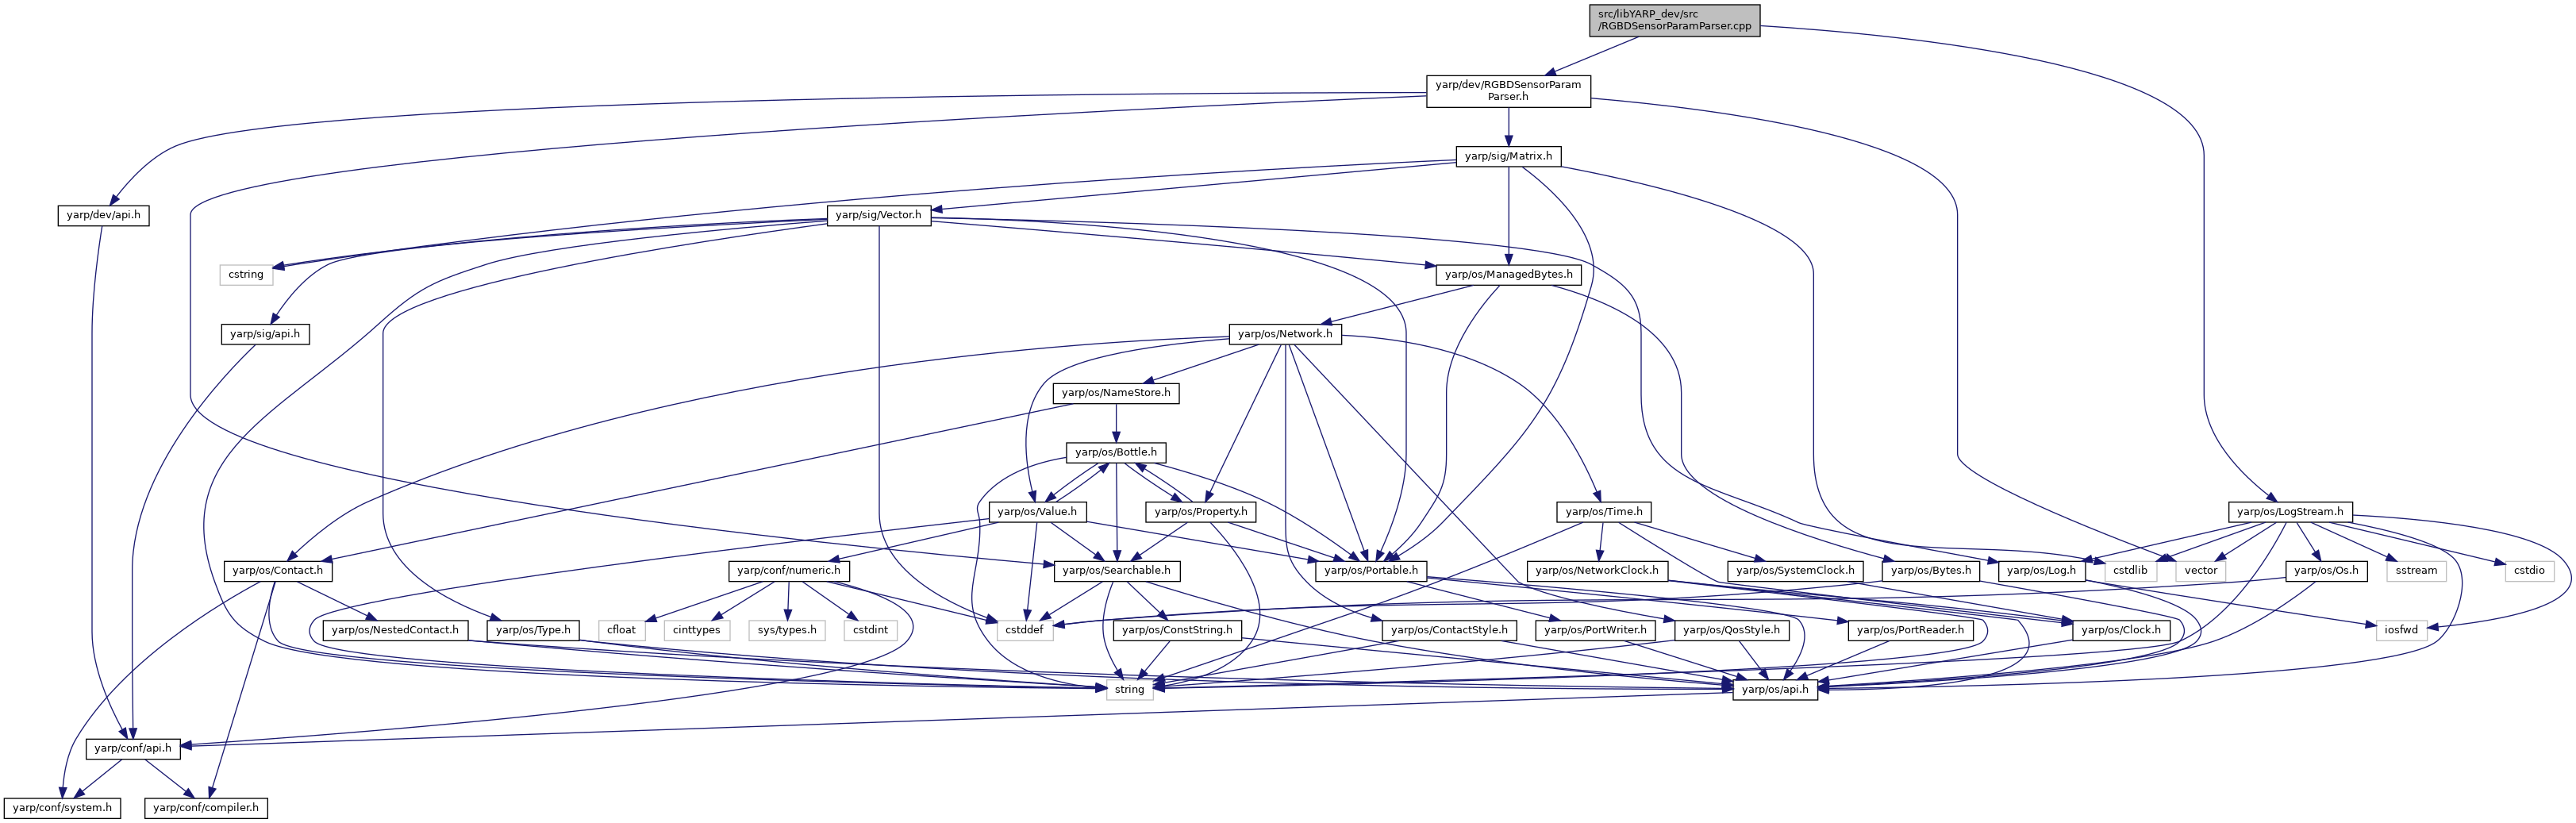 src/libYARP_dev/src
/RGBDSensorParamParser.cpp
yarp/dev/RGBDSensorParam
Parser.h
yarp/sig/Matrix.h
yarp/dev/api.h
yarp/sig/Vector.h
cstring
yarp/os/ManagedBytes.h
yarp/sig/api.h
yarp/os/Network.h
yarp/os/NameStore.h
yarp/os/Bottle.h
yarp/os/Value.h
yarp/os/Property.h
yarp/os/Time.h
yarp/os/LogStream.h
yarp/os/Contact.h
yarp/conf/numeric.h
yarp/os/Searchable.h
yarp/os/Portable.h
yarp/os/NetworkClock.h
yarp/os/SystemClock.h
yarp/os/Bytes.h
yarp/os/Log.h
cstdlib
vector
yarp/os/Os.h
sstream
cstdio
yarp/os/NestedContact.h
yarp/os/Type.h
cfloat
cinttypes
sys/types.h
cstdint
cstddef
yarp/os/ConstString.h
yarp/os/ContactStyle.h
yarp/os/PortWriter.h
yarp/os/QosStyle.h
yarp/os/PortReader.h
yarp/os/Clock.h
iosfwd
string
yarp/os/api.h
yarp/conf/api.h
yarp/conf/system.h
yarp/conf/compiler.h